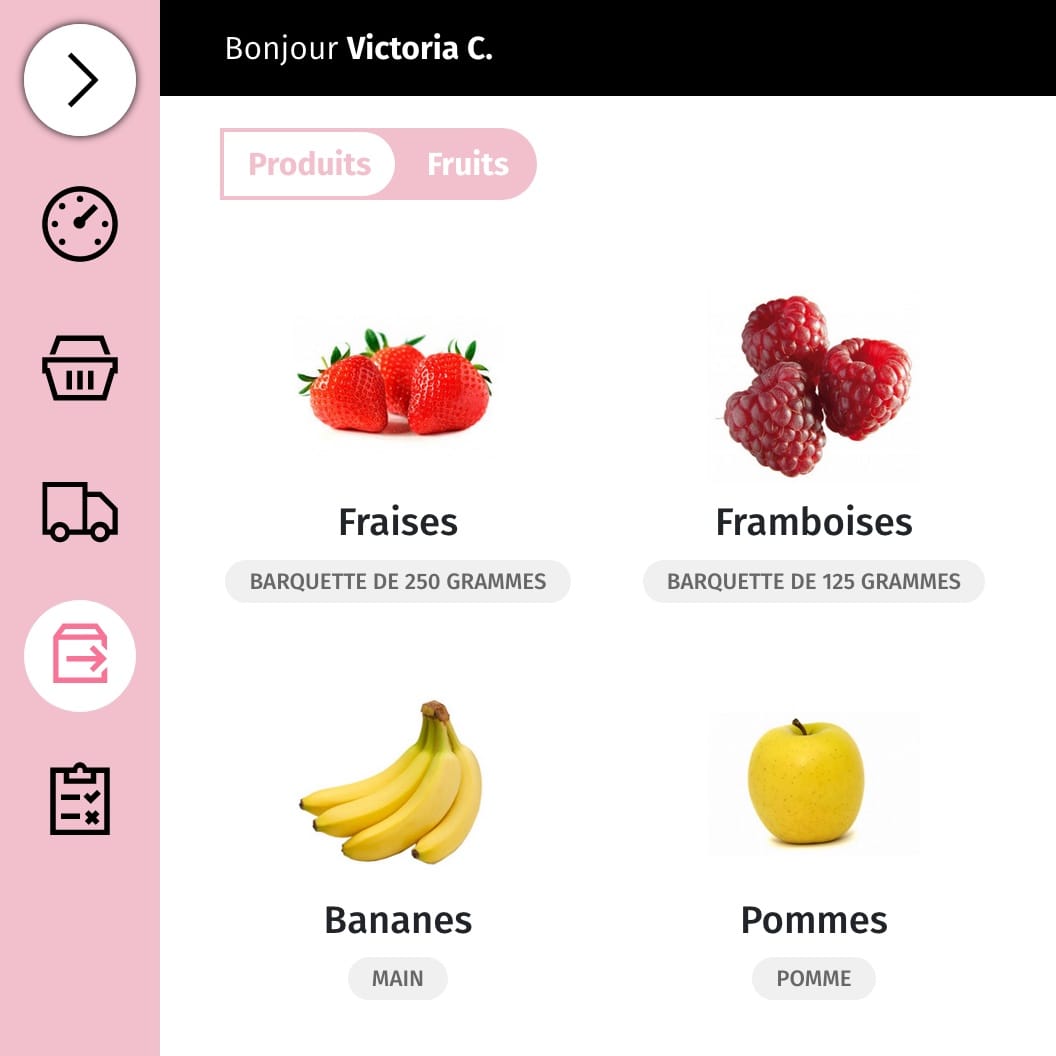 Bonjour Victoria C.
Produits Fruits
Fraises
BARQUETTE DE 250 GRAMMES
Framboises
BARQUETTE DE 125 GRAMMES
Bananes
MAIN
Pommes
POMME